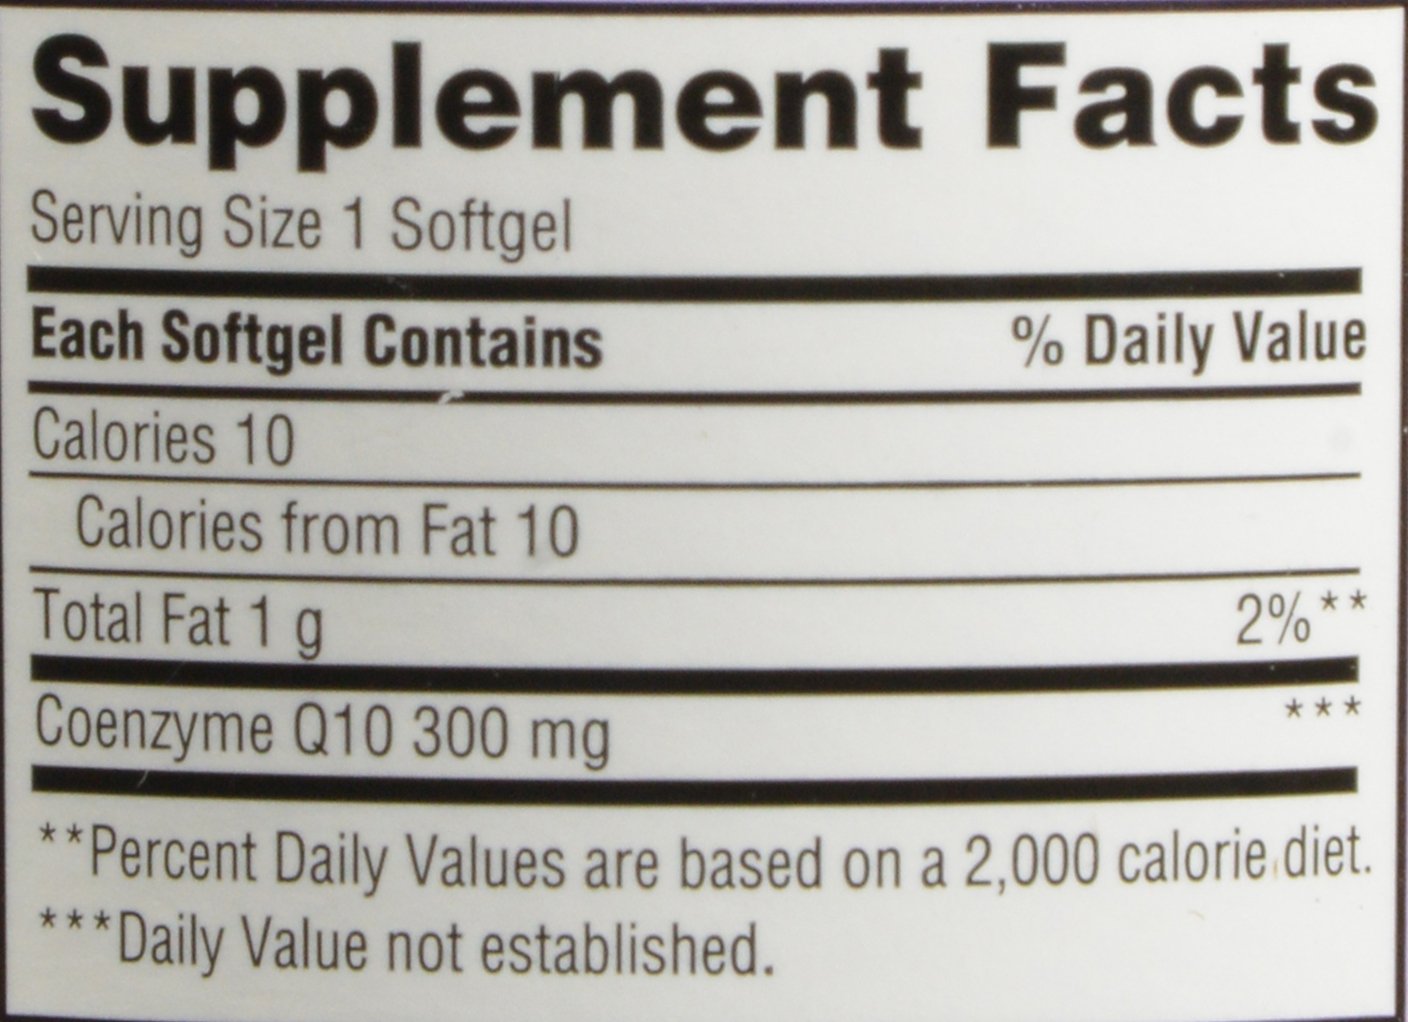 Supplement Facts
Serving Size 1 Softgel
Each Softgel Contains % Daily Value
Calories 10
Calories from Fat 10
Total Fat 1 g 2%**
Coenzyme Q10 300 mg ***
**Percent Daily Values are based on a 2,000 calorie diet.
***Daily Value not established.